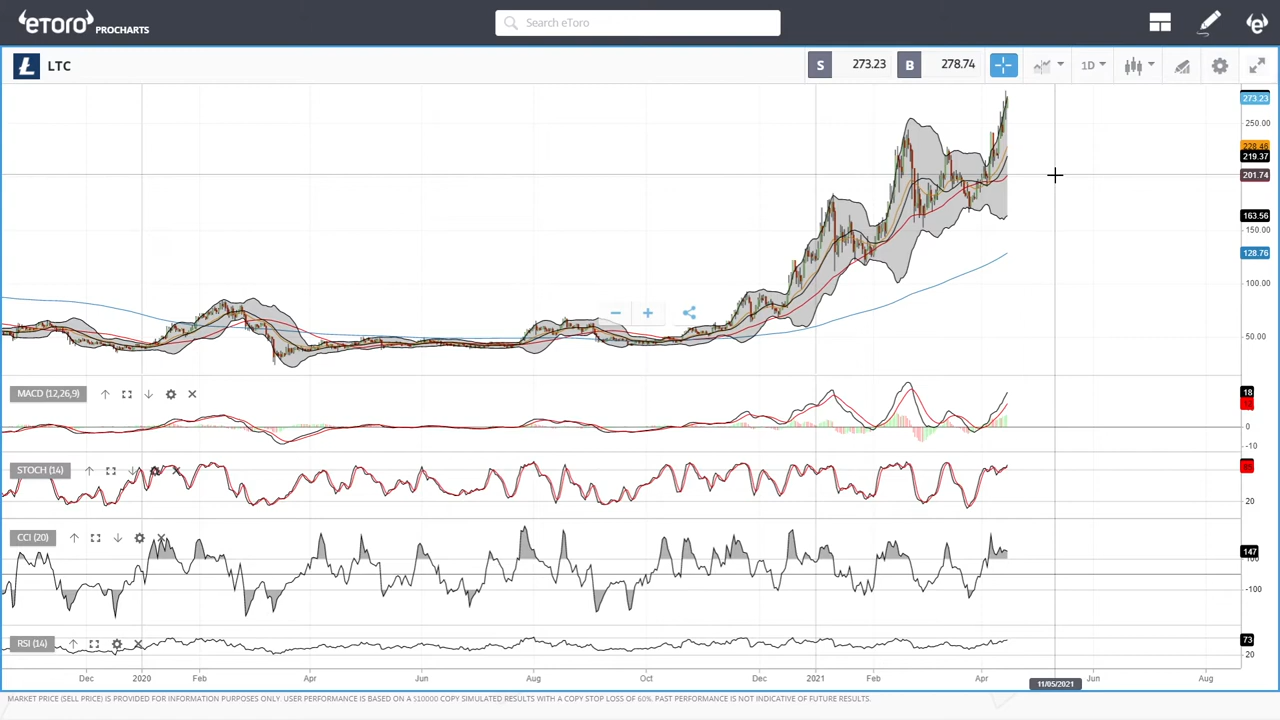 eToro PROCHARTS
Search eToro
LTC
S 273.23 B 278.74 1D
273.23
250.00
228.46
219.37
201.74
163.56
150.00
128.76
100.00
50.00
MACD (12,26,9)
18
0
-10
STOCH (14)
85
20
CCI (20)
147
100
-100
RSI (14)
73
20
Dec 2020 Feb Apr Jun Aug Oct Dec 2021 Feb Apr Jun Aug
11/05/2021
MARKET PRICE (SELL PRICE) IS PROVIDED FOR INFORMATION PURPOSES ONLY. USER PERFORMANCE IS BASED ON A $10000 COPY SIMULATED RESULTS WITH A COPY STOP LOSS OF 60%. PAST PERFORMANCE IS NOT INDICATIVE OF FUTURE RESULTS.